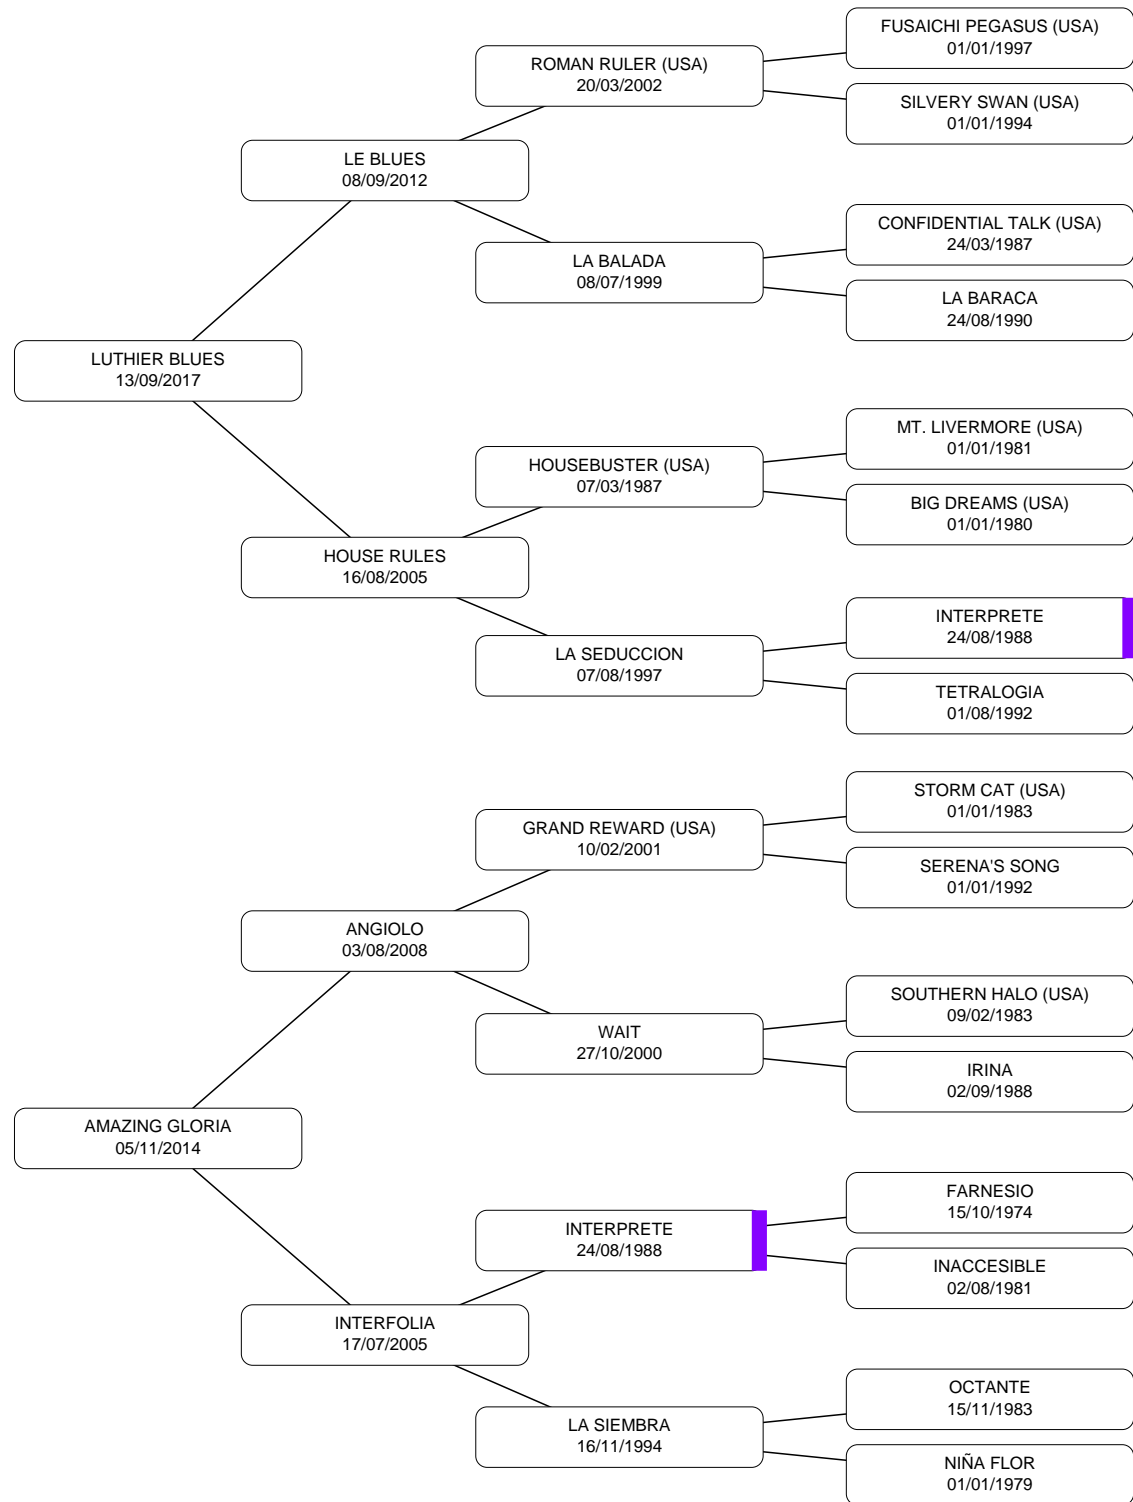 FUSAICHI PEGASUS (USA)
01/01/1997
ROMAN RULER (USA)
20/03/2002
SILVERY SWAN (USA)
01/01/1994
LE BLUES
08/09/2012
CONFIDENTIAL TALK (USA)
24/03/1987
LA BALADA
08/07/1999
LA BARACA
24/08/1990
LUTHIER BLUES
13/09/2017
MT. LIVERMORE (USA)
01/01/1981
HOUSEBUSTER (USA)
07/03/1987
BIG DREAMS (USA)
01/01/1980
HOUSE RULES
16/08/2005
INTERPRETE
24/08/1988
LA SEDUCCION
07/08/1997
TETRALOGIA
01/08/1992
STORM CAT (USA)
01/01/1983
GRAND REWARD (USA)
10/02/2001
SERENA'S SONG
01/01/1992
ANGIOLO
03/08/2008
SOUTHERN HALO (USA)
09/02/1983
WAIT
27/10/2000
IRINA
02/09/1988
AMAZING GLORIA
05/11/2014
FARNESIO
15/10/1974
INTERPRETE
24/08/1988
INACCESIBLE
02/08/1981
INTERFOLIA
17/07/2005
OCTANTE
15/11/1983
LA SIEMBRA
16/11/1994
NIÑA FLOR
01/01/1979